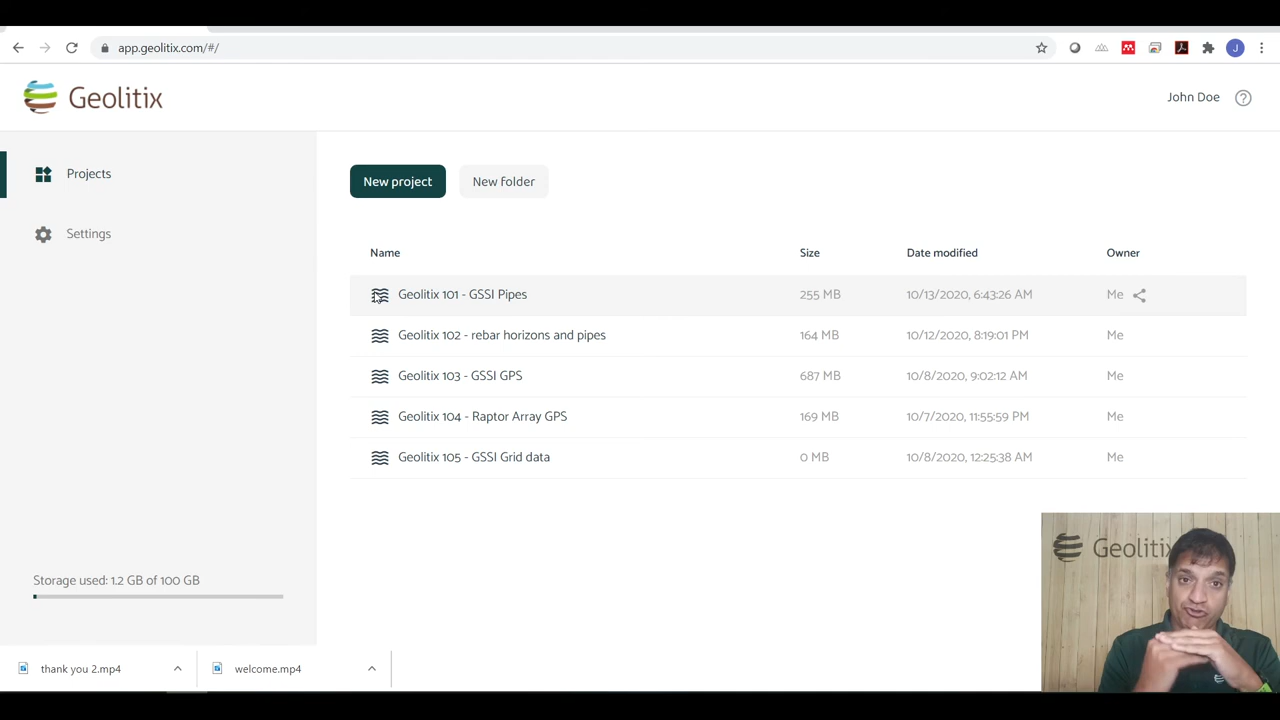 app.geolitix.com/#/
J
Geolitix
John Doe
Projects
New project
New folder
Settings
Name
Size
Date modified
Owner
Geolitix 101 - GSSI Pipes
255 MB
10/13/2020, 6:43:26 AM
Me
Geolitix 102 - rebar horizons and pipes
164 MB
10/12/2020, 8:19:01 PM
Me
Geolitix 103 - GSSI GPS
687 MB
10/8/2020, 9:02:12 AM
Me
Geolitix 104 - Raptor Array GPS
169 MB
10/7/2020, 11:55:59 PM
Me
Geolitix 105 - GSSI Grid data
0 MB
10/8/2020, 12:25:38 AM
Me
Geolitix
Storage used: 1.2 GB of 100 GB
thank you 2.mp4
welcome.mp4